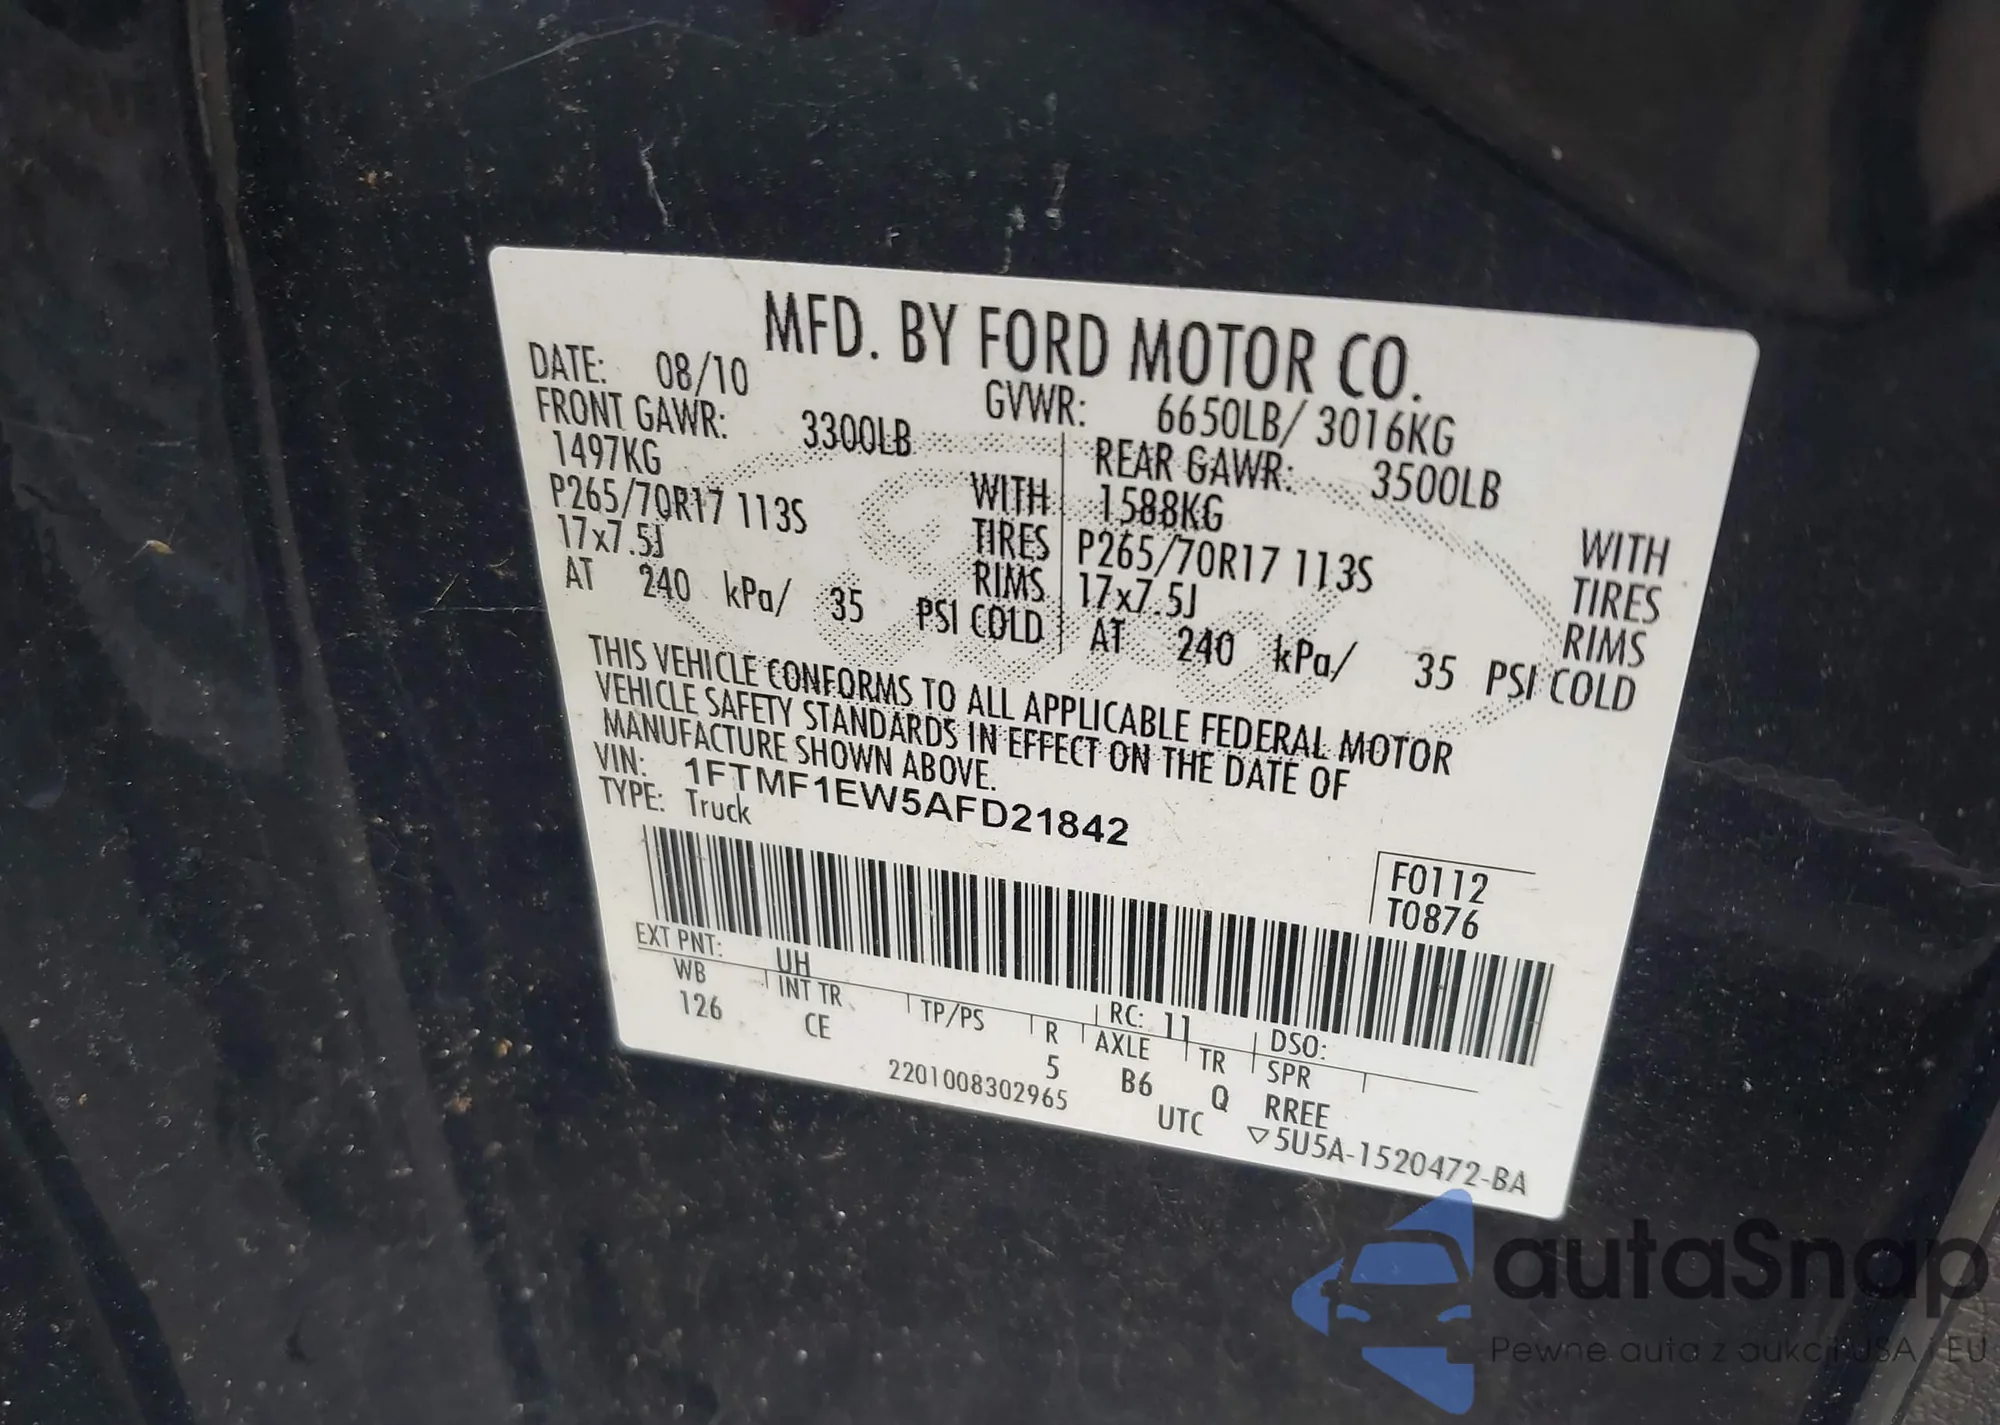 MFD. BY FORD MOTOR CO.
DATE: 08/10 GVWR: 6650LB/ 3016KG
FRONT GAWR: 3300LB REAR GAWR: 3500LB
1497KG WITH 1588KG WITH
P265/70R17 113S TIRES P265/70R17 113S TIRES
17x7.5J RIMS 17x7.5J RIMS
AT 240 kPa/ 35 PSI COLD AT 240 kPa/ 35 PSI COLD
THIS VEHICLE CONFORMS TO ALL APPLICABLE FEDERAL MOTOR
VEHICLE SAFETY STANDARDS IN EFFECT ON THE DATE OF
MANUFACTURE SHOWN ABOVE.
VIN: 1FTMF1EW5AFD21842
TYPE: Truck
F0112
T0876
EXT PNT: UH RC: 11 DSO:
WB INT TR TP/PS R AXLE TR SPR
126 CE 5 B6 Q RREE
2201008302965 UTC ▽5U5A-1520472-BA
autaSnap
Pewne auta z aukcji USA i EU